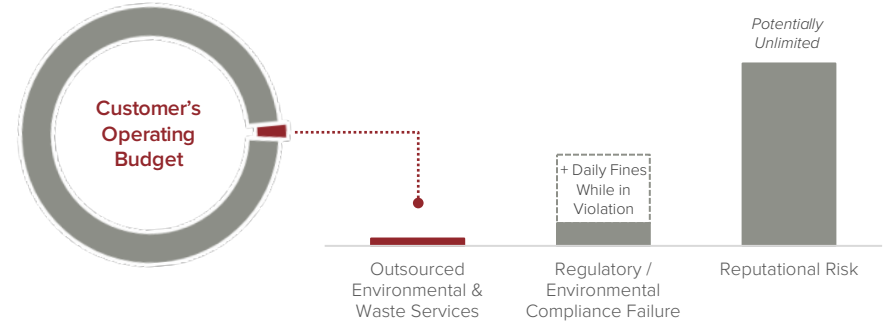 Customer's
Operating
Budget
Potentially
Unlimited
+ Daily Fines
While in
Violation
Outsourced
Environmental &
Waste Services
Regulatory /
Environmental
Compliance Failure
Reputational Risk